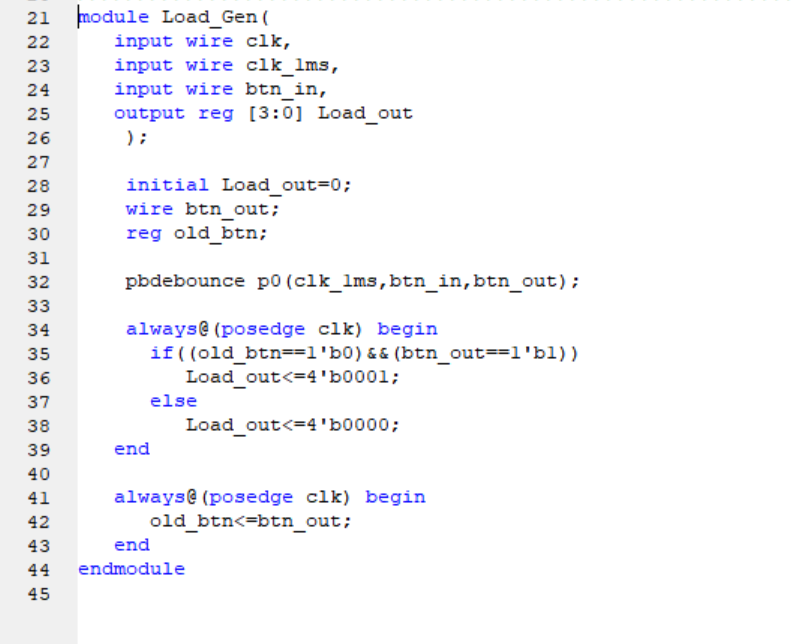 21 module Load_Gen(
22 input wire clk,
23 input wire clk_1ms,
24 input wire btn_in,
25 output reg [3:0] Load_out
26 );
27
28 initial Load_out=0;
29 wire btn_out;
30 reg old_btn;
31
32 pbdebounce p0(clk_1ms,btn_in,btn_out);
33
34 always@(posedge clk) begin
35 if((old_btn==1'b0)&&(btn_out==1'b1))
36 Load_out<=4'b0001;
37 else
38 Load_out<=4'b0000;
39 end
40
41 always@(posedge clk) begin
42 old_btn<=btn_out;
43 end
44 endmodule
45